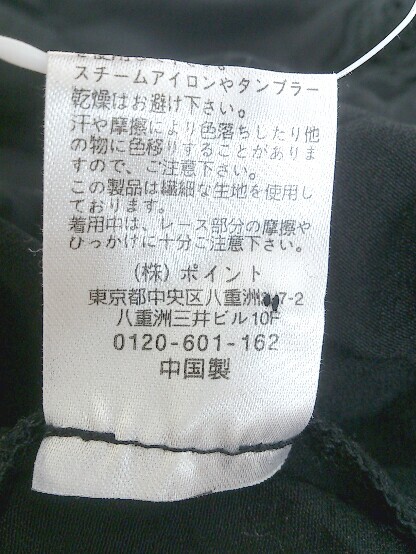 スチームアイロンやタンブラー
乾燥はお避け下さい。
汗や摩擦により色落ちしたり他
の物に色移りすることがありま
すので、ご注意下さい。
この製品は繊細な生地を使用し
ております。
着用中は、レース部分の摩擦や
ひっかけに十分ご注意下さい。
(株)ポイント
東京都中央区八重洲2-7-2
八重洲三井ビル10F
0120-601-162
中国製